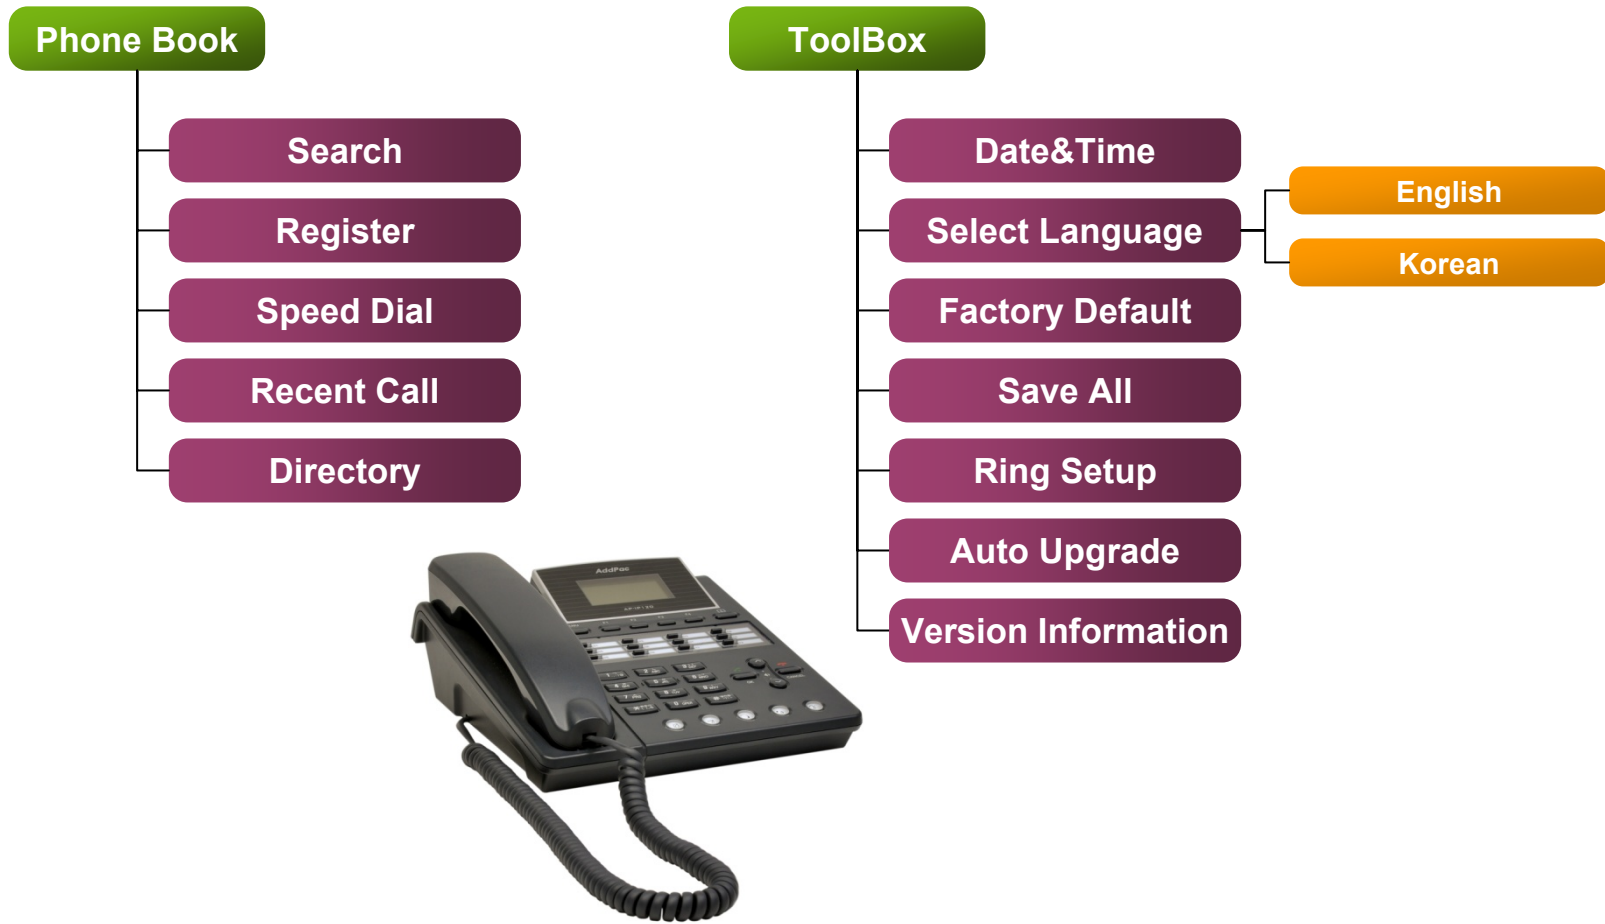 Phone Book
Search
Register
Speed Dial
Recent Call
Directory
ToolBox
Date&Time
Select Language
Factory Default
Save All
Ring Setup
Auto Upgrade
Version Information
English
Korean
AddPac